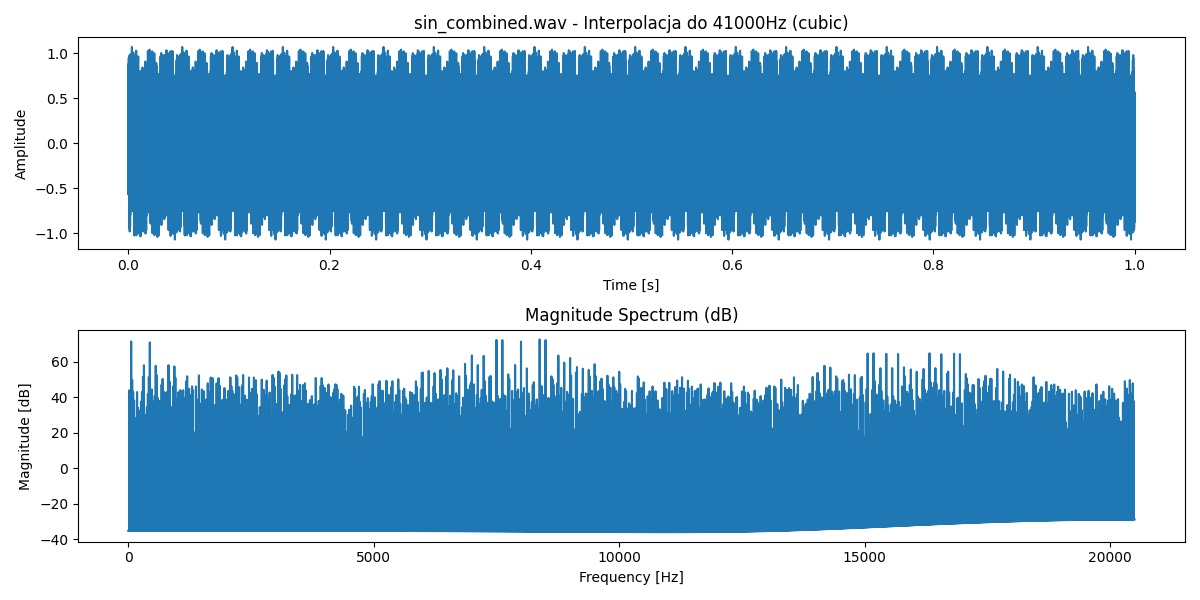 sin_combined.wav - Interpolacja do 41000Hz (cubic)
1.0
0.5
0.0
−0.5
−1.0
Amplitude
0.0 0.2 0.4 0.6 0.8 1.0
Time [s]
Magnitude Spectrum (dB)
60
40
20
0
−20
−40
Magnitude [dB]
0 5000 10000 15000 20000
Frequency [Hz]